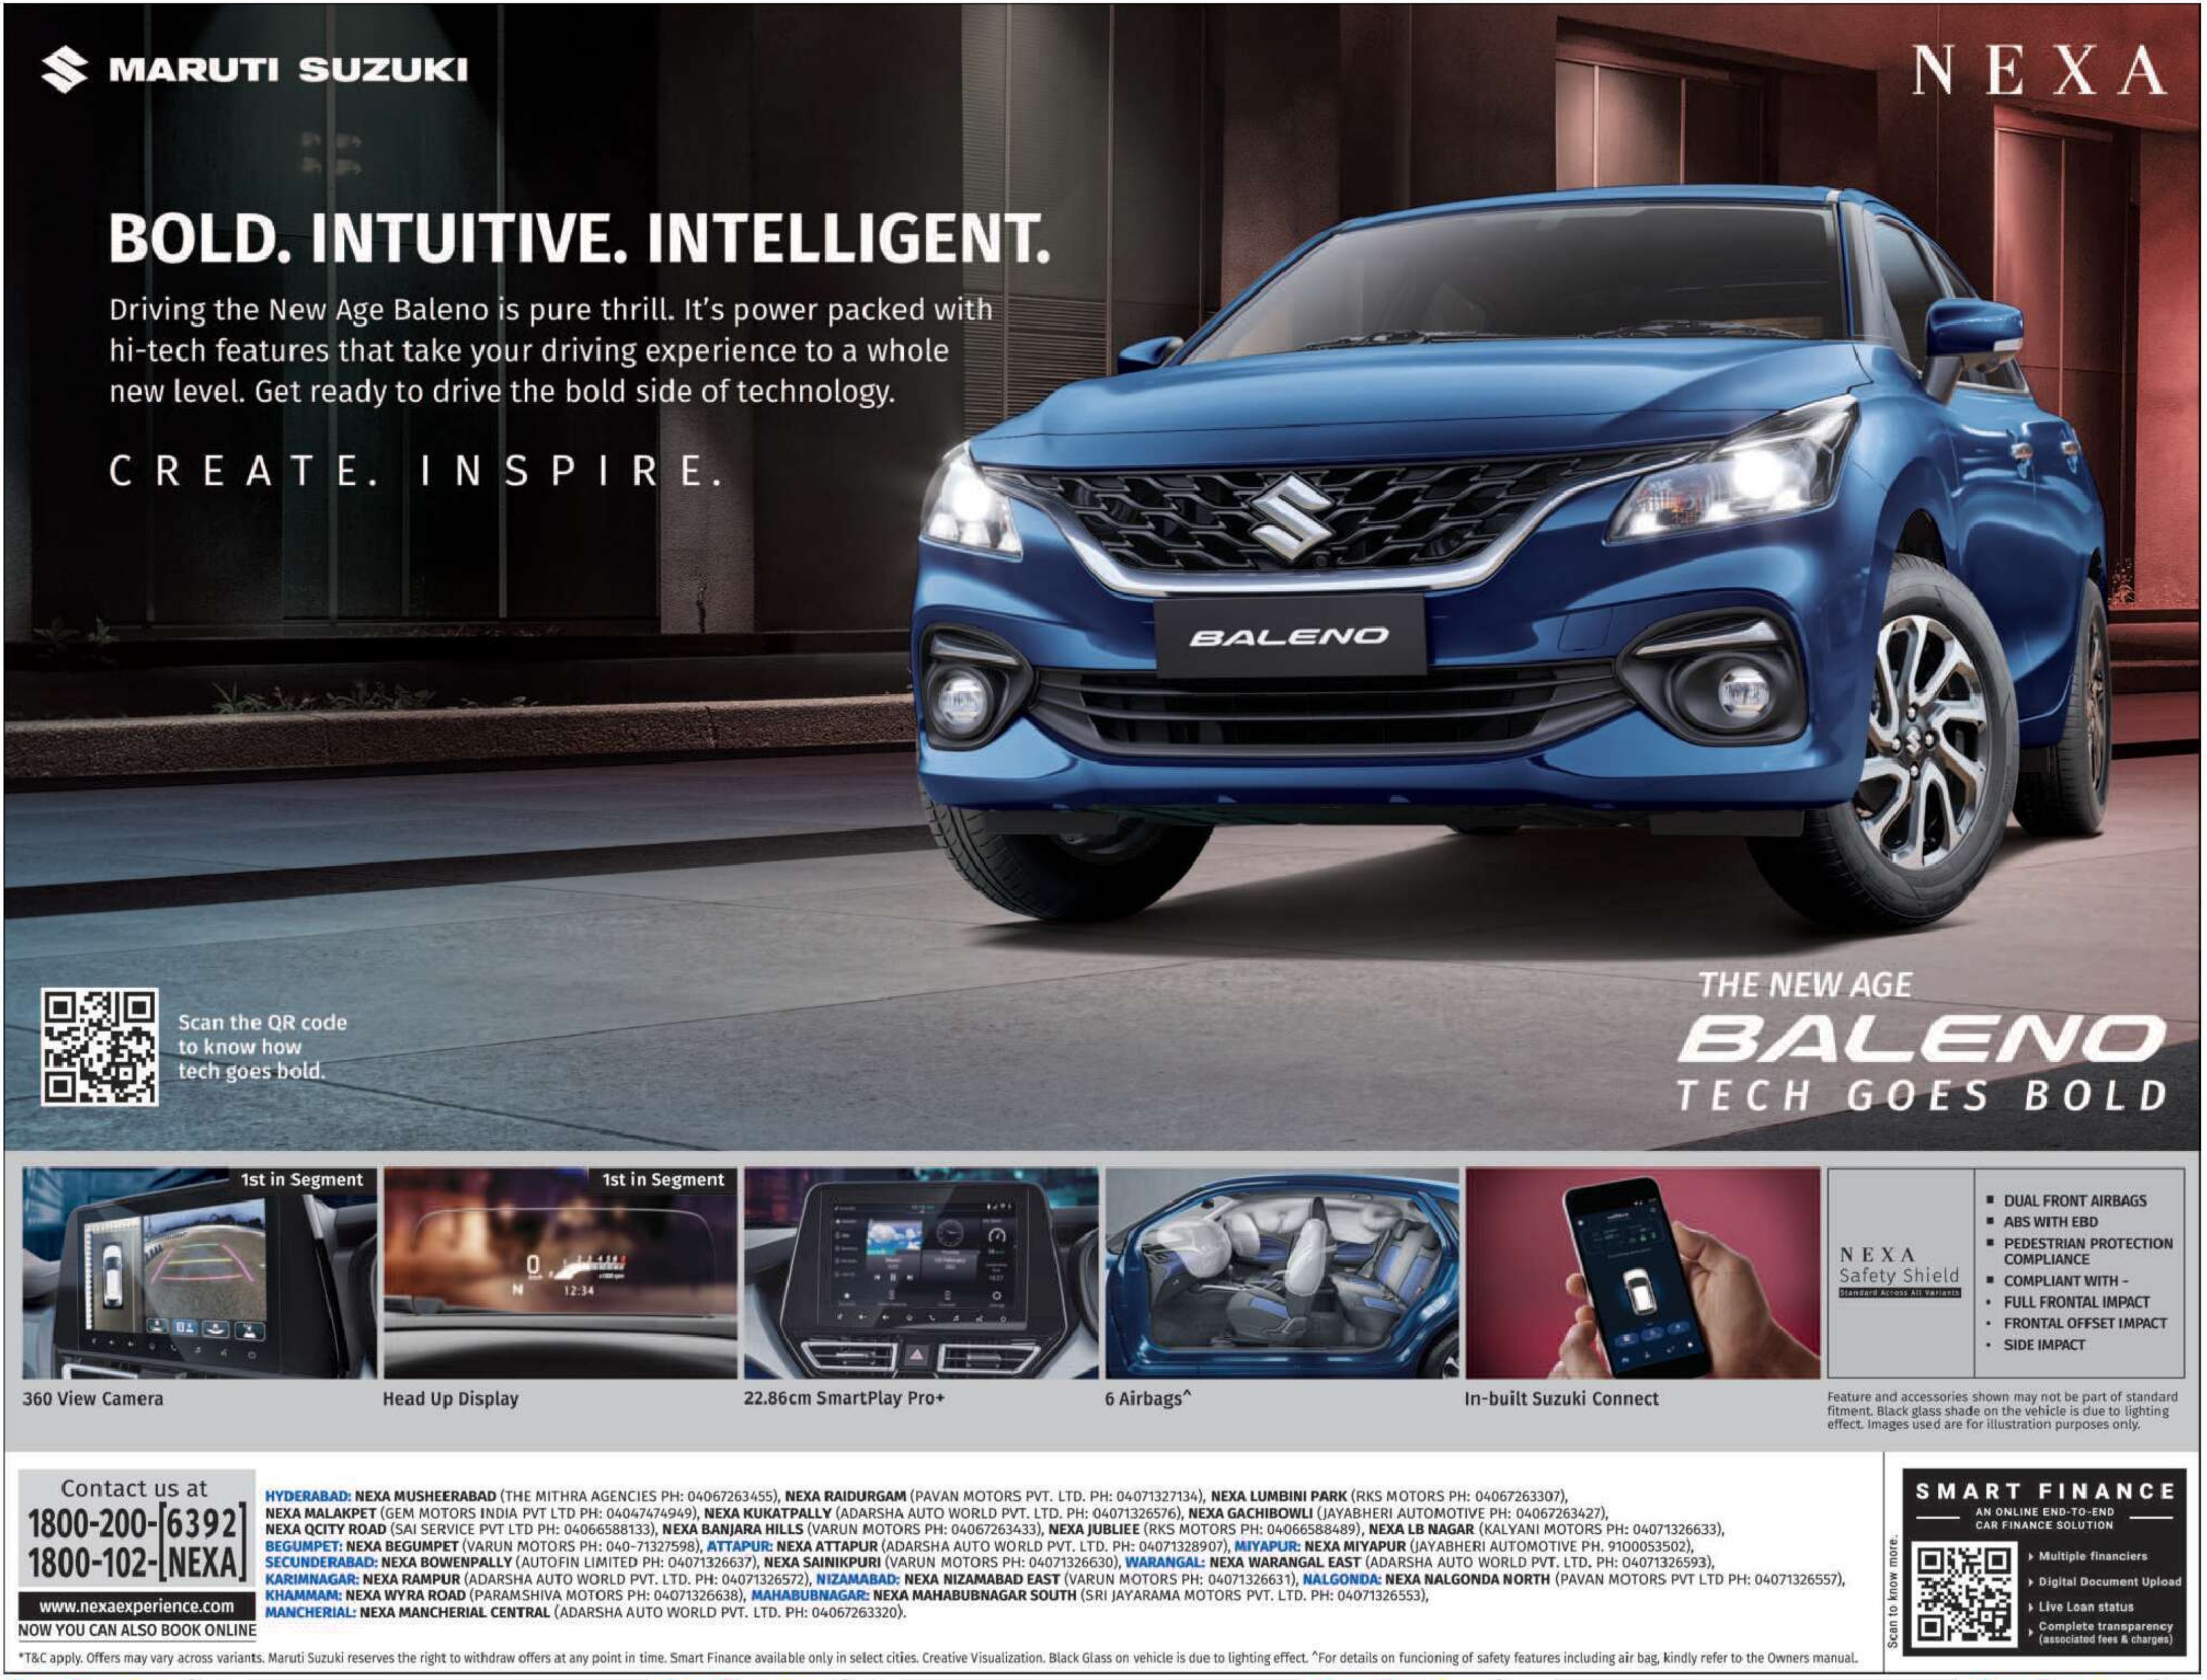 MARUTI SUZUKI
NEXA
BOLD. INTUITIVE. INTELLIGENT.
Driving the New Age Baleno is pure thrill. It's power packed with
hi-tech features that take your driving experience to a whole
new level. Get ready to drive the bold side of technology.
CREATE. INSPIRE.
BALENO
Scan the QR code
to know how
tech goes bold.
THE NEW AGE
BALENO
TECH GOES BOLD
1st in Segment
360 View Camera
1st in Segment
0
N
12:34
Head Up Display
22.86cm SmartPlay Pro+
6 Airbags^
In-built Suzuki Connect
NEXA
Safety Shield
Standard Across All Variants
▪ DUAL FRONT AIRBAGS
▪ ABS WITH EBD
▪ PEDESTRIAN PROTECTION
COMPLIANCE
▪ COMPLIANT WITH -
• FULL FRONTAL IMPACT
• FRONTAL OFFSET IMPACT
• SIDE IMPACT
Feature and accessories shown may not be part of standard
fitment. Black glass shade on the vehicle is due to lighting
effect. Images used are for illustration purposes only.
Contact us at
1800-200-[6392]
1800-102-[NEXA]
www.nexaexperience.com
NOW YOU CAN ALSO BOOK ONLINE
HYDERABAD: NEXA MUSHEERABAD (THE MITHRA AGENCIES PH: 04067263455), NEXA RAIDURGAM (PAVAN MOTORS PVT. LTD. PH: 04071327134), NEXA LUMBINI PARK (RKS MOTORS PH: 04067263307),
NEXA MALAKPET (GEM MOTORS INDIA PVT LTD PH: 04047474949), NEXA KUKATPALLY (ADARSHA AUTO WORLD PVT. LTD. PH: 04071326576), NEXA GACHIBOWLI (JAYABHERI AUTOMOTIVE PH: 04067263427),
NEXA QCITY ROAD (SAI SERVICE PVT LTD PH: 04066588133), NEXA BANJARA HILLS (VARUN MOTORS PH: 04067263433), NEXA JUBLIEE (RKS MOTORS PH: 04066588489), NEXA LB NAGAR (KALYANI MOTORS PH: 04071326633),
BEGUMPET: NEXA BEGUMPET (VARUN MOTORS PH: 040-71327598), ATTAPUR: NEXA ATTAPUR (ADARSHA AUTO WORLD PVT. LTD. PH: 04071328907), MIYAPUR: NEXA MIYAPUR (JAYABHERI AUTOMOTIVE PH. 9100053502),
SECUNDERABAD: NEXA BOWENPALLY (AUTOFIN LIMITED PH: 04071326637), NEXA SAINIKPURI (VARUN MOTORS PH: 04071326630), WARANGAL: NEXA WARANGAL EAST (ADARSHA AUTO WORLD PVT. LTD. PH: 04071326593),
KARIMNAGAR: NEXA RAMPUR (ADARSHA AUTO WORLD PVT. LTD. PH: 04071326572), NIZAMABAD: NEXA NIZAMABAD EAST (VARUN MOTORS PH: 04071326631), NALGONDA: NEXA NALGONDA NORTH (PAVAN MOTORS PVT LTD PH: 04071326557),
KHAMMAM: NEXA WYRA ROAD (PARAMSHIVA MOTORS PH: 04071326638), MAHABUBNAGAR: NEXA MAHABUBNAGAR SOUTH (SRI JAYARAMA MOTORS PVT. LTD. PH: 04071326553),
MANCHERIAL: NEXA MANCHERIAL CENTRAL (ADARSHA AUTO WORLD PVT. LTD. PH: 04067263320).
Scan to know more.
SMART FINANCE
AN ONLINE END-TO-END
CAR FINANCE SOLUTION
Multiple financiers
Digital Document Upload
Live Loan status
Complete transparency
(associated fees & charges)
*T&C apply. Offers may vary across variants. Maruti Suzuki reserves the right to withdraw offers at any point in time. Smart Finance available only in select cities. Creative Visualization. Black Glass on vehicle is due to lighting effect. ^For details on funcioning of safety features including air bag, kindly refer to the Owners manual.